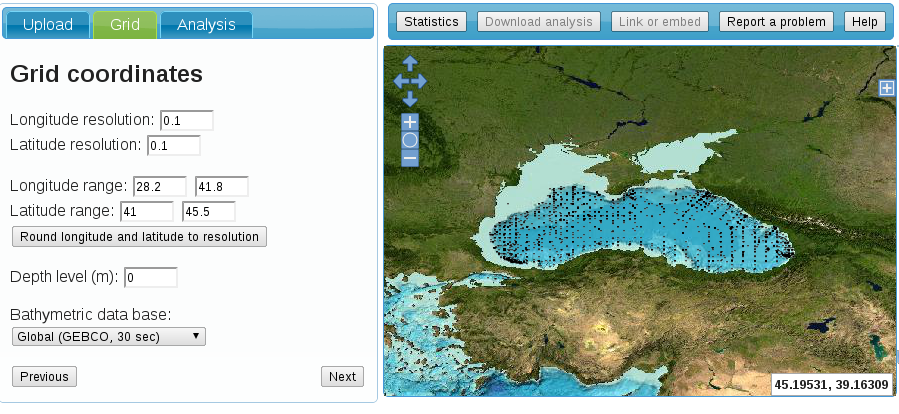 Upload Grid Analysis
Statistics Download analysis Link or embed Report a problem Help
Grid coordinates
Longitude resolution: 0.1
Latitude resolution: 0.1
Longitude range: 28.2 41.8
Latitude range: 41 45.5
Round longitude and latitude to resolution
Depth level (m): 0
Bathymetric data base:
Global (GEBCO, 30 sec)
Previous Next
45.19531, 39.16309